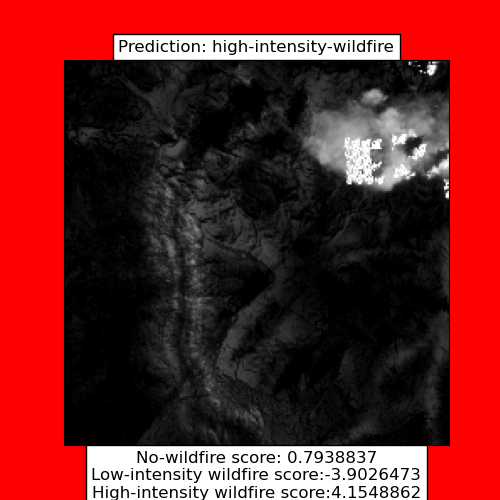 Prediction: high-intensity-wildfire
No-wildfire score: 0.7938837
Low-intensity wildfire score:-3.9026473
High-intensity wildfire score:4.1548862